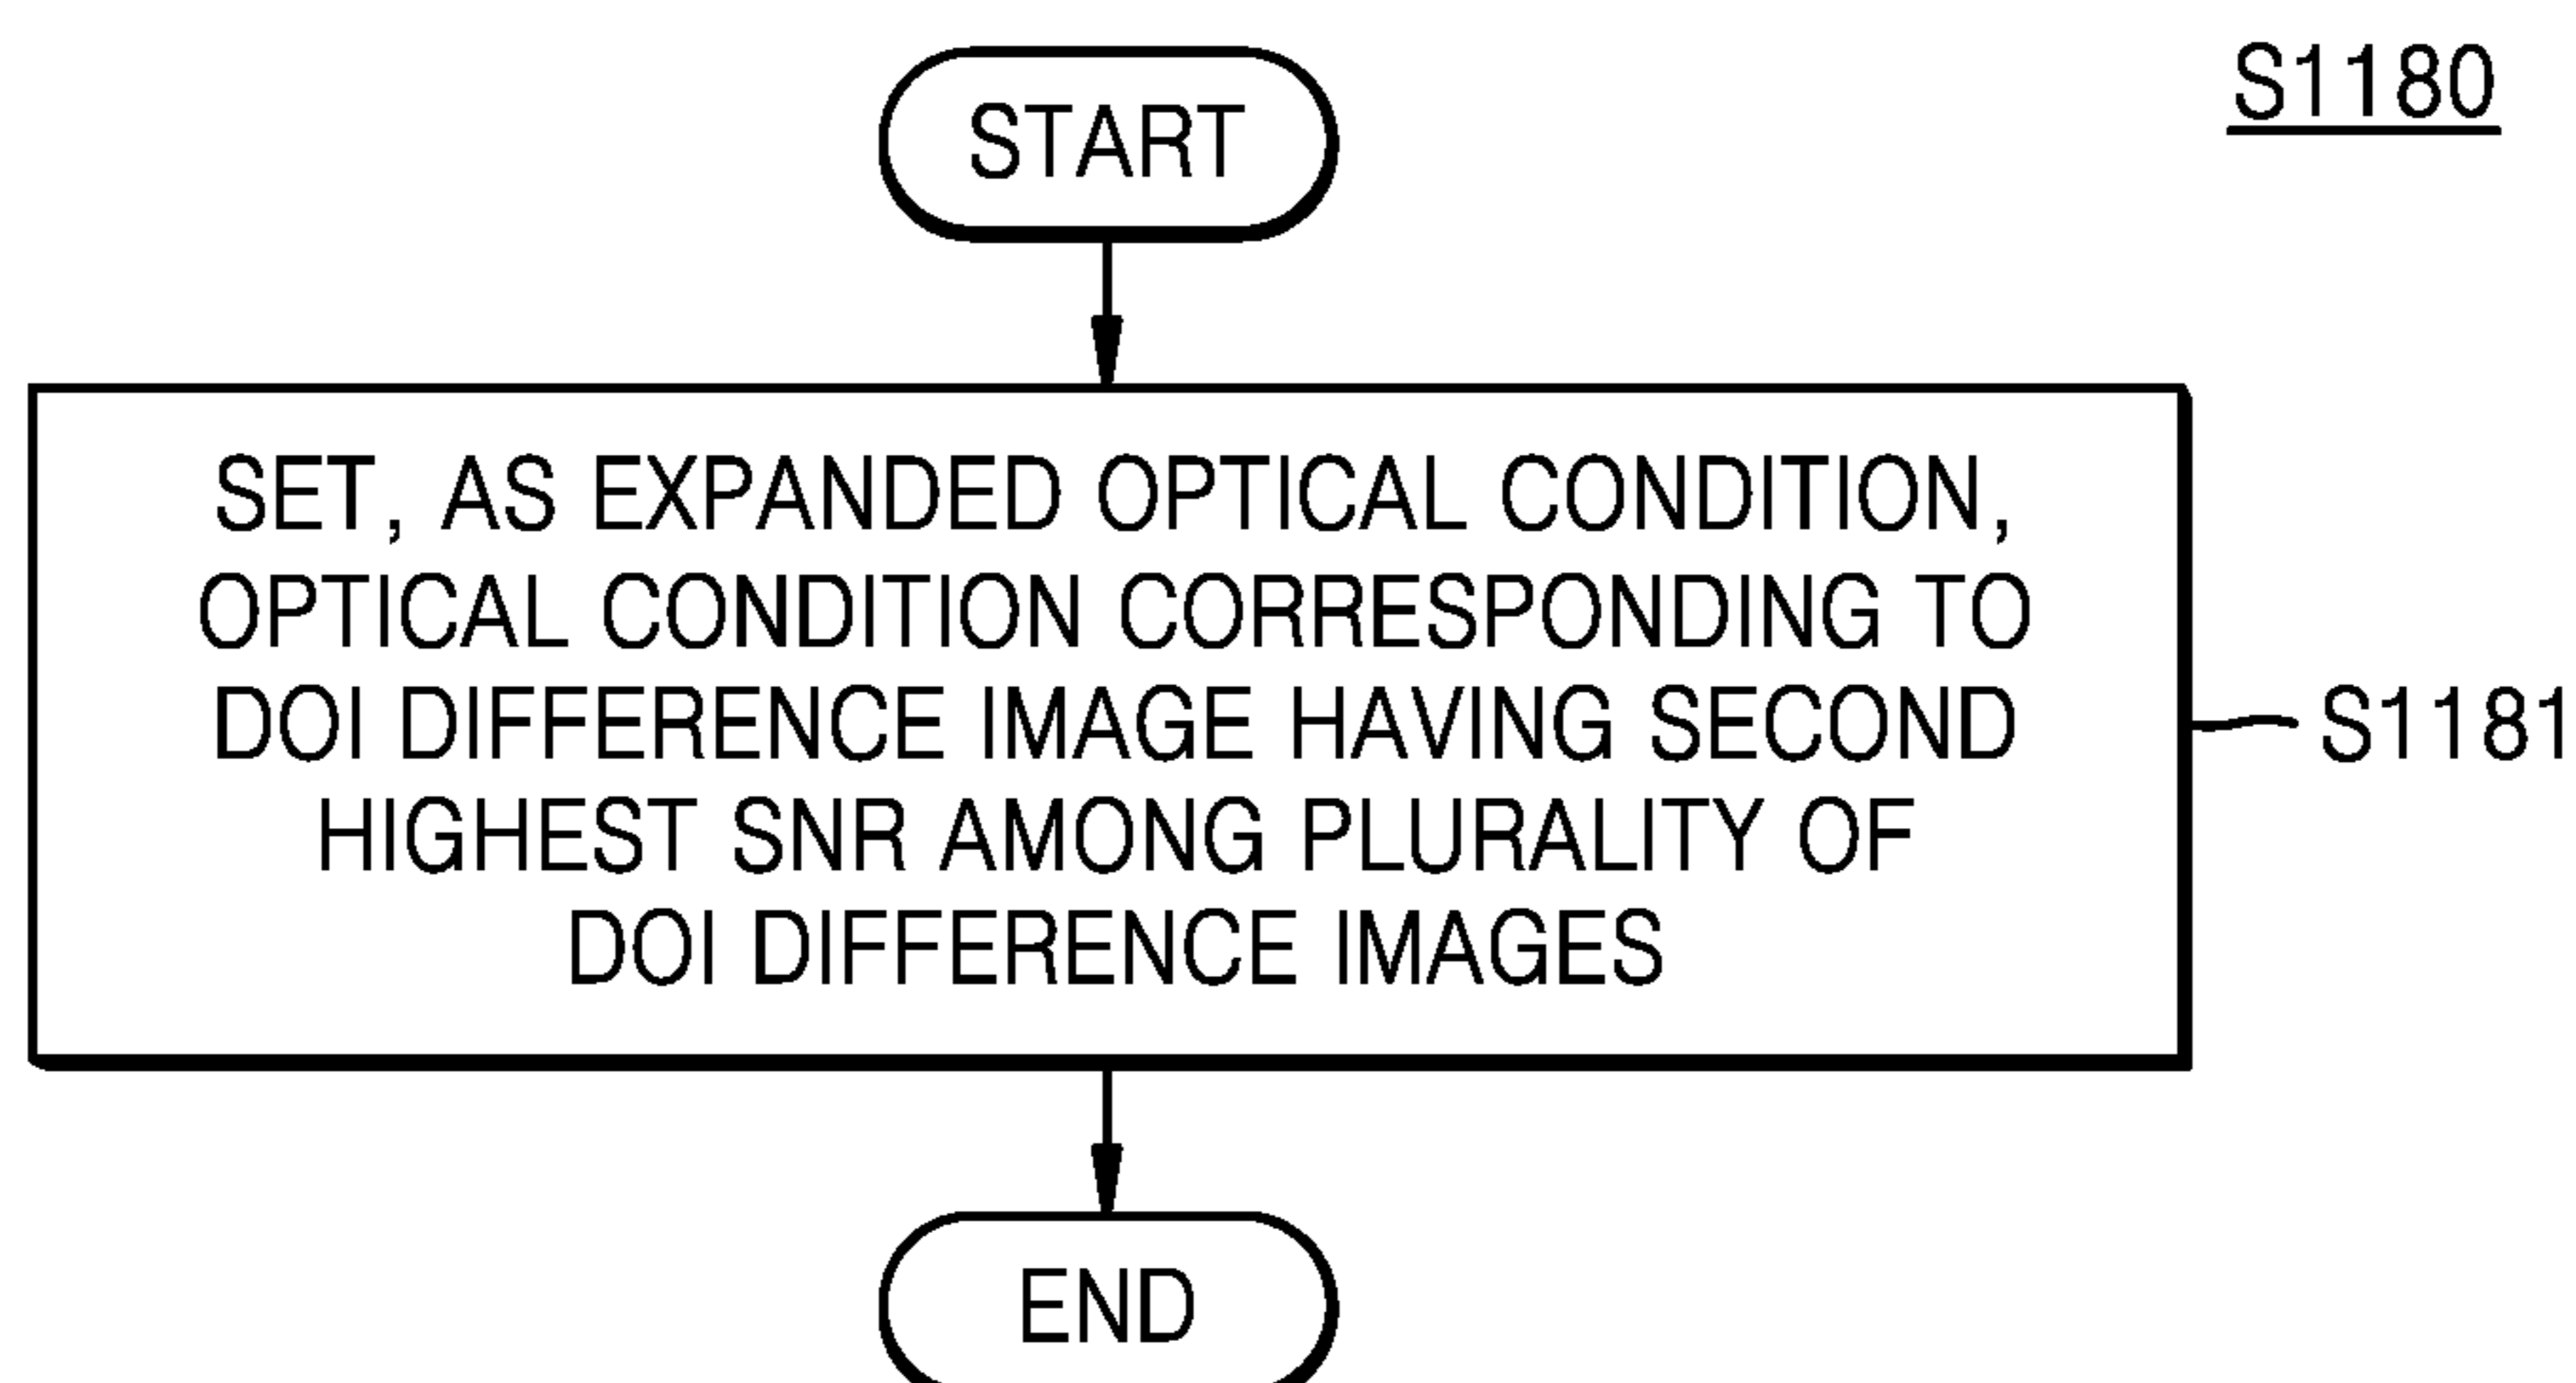 S1180
START
SET, AS EXPANDED OPTICAL CONDITION,
OPTICAL CONDITION CORRESPONDING TO
DOI DIFFERENCE IMAGE HAVING SECOND
HIGHEST SNR AMONG PLURALITY OF
DOI DIFFERENCE IMAGES
S1181
END